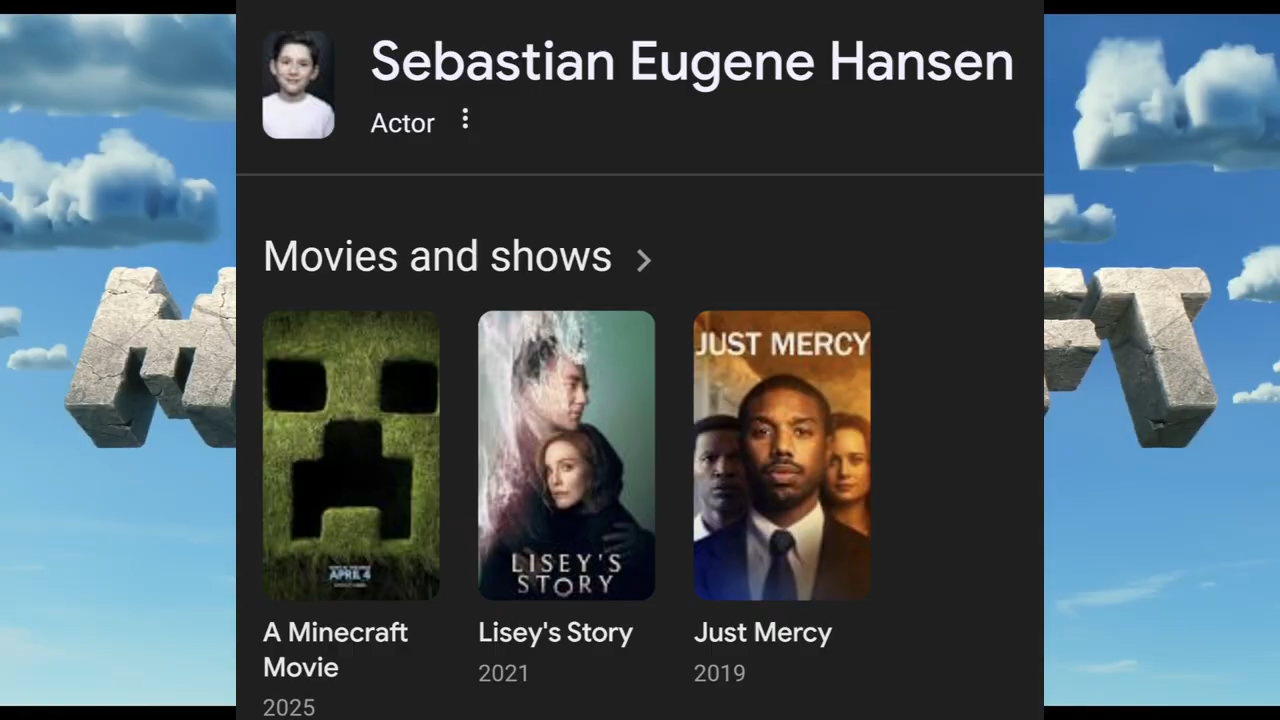 Sebastian Eugene Hansen
Actor
Movies and shows
APRIL 4
LISEY'S
STORY
JUST MERCY
A Minecraft
Movie
2025
Lisey's Story
2021
Just Mercy
2019
M
FT